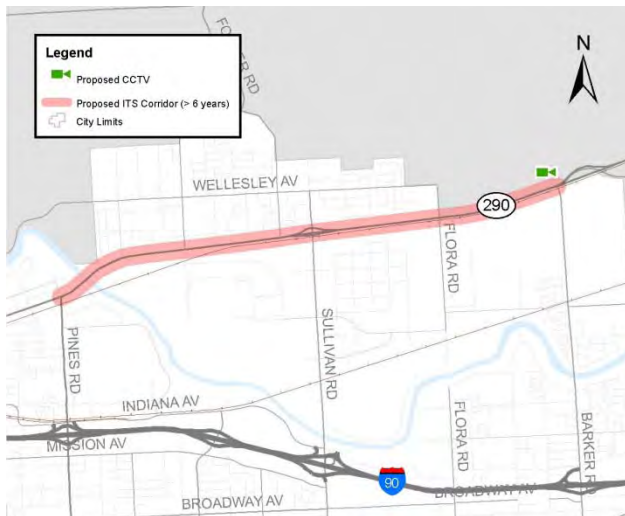 Legend
Proposed CCTV
Proposed ITS Corridor (> 6 years)
City Limits
N
WELLESLEY AV
290
FLORA RD
SULLIVAN RD
PINES RD
INDIANA AV
MISSION AV
FLORA RD
BARKER RD
90
BROADWAY AV
BROADWAY AV